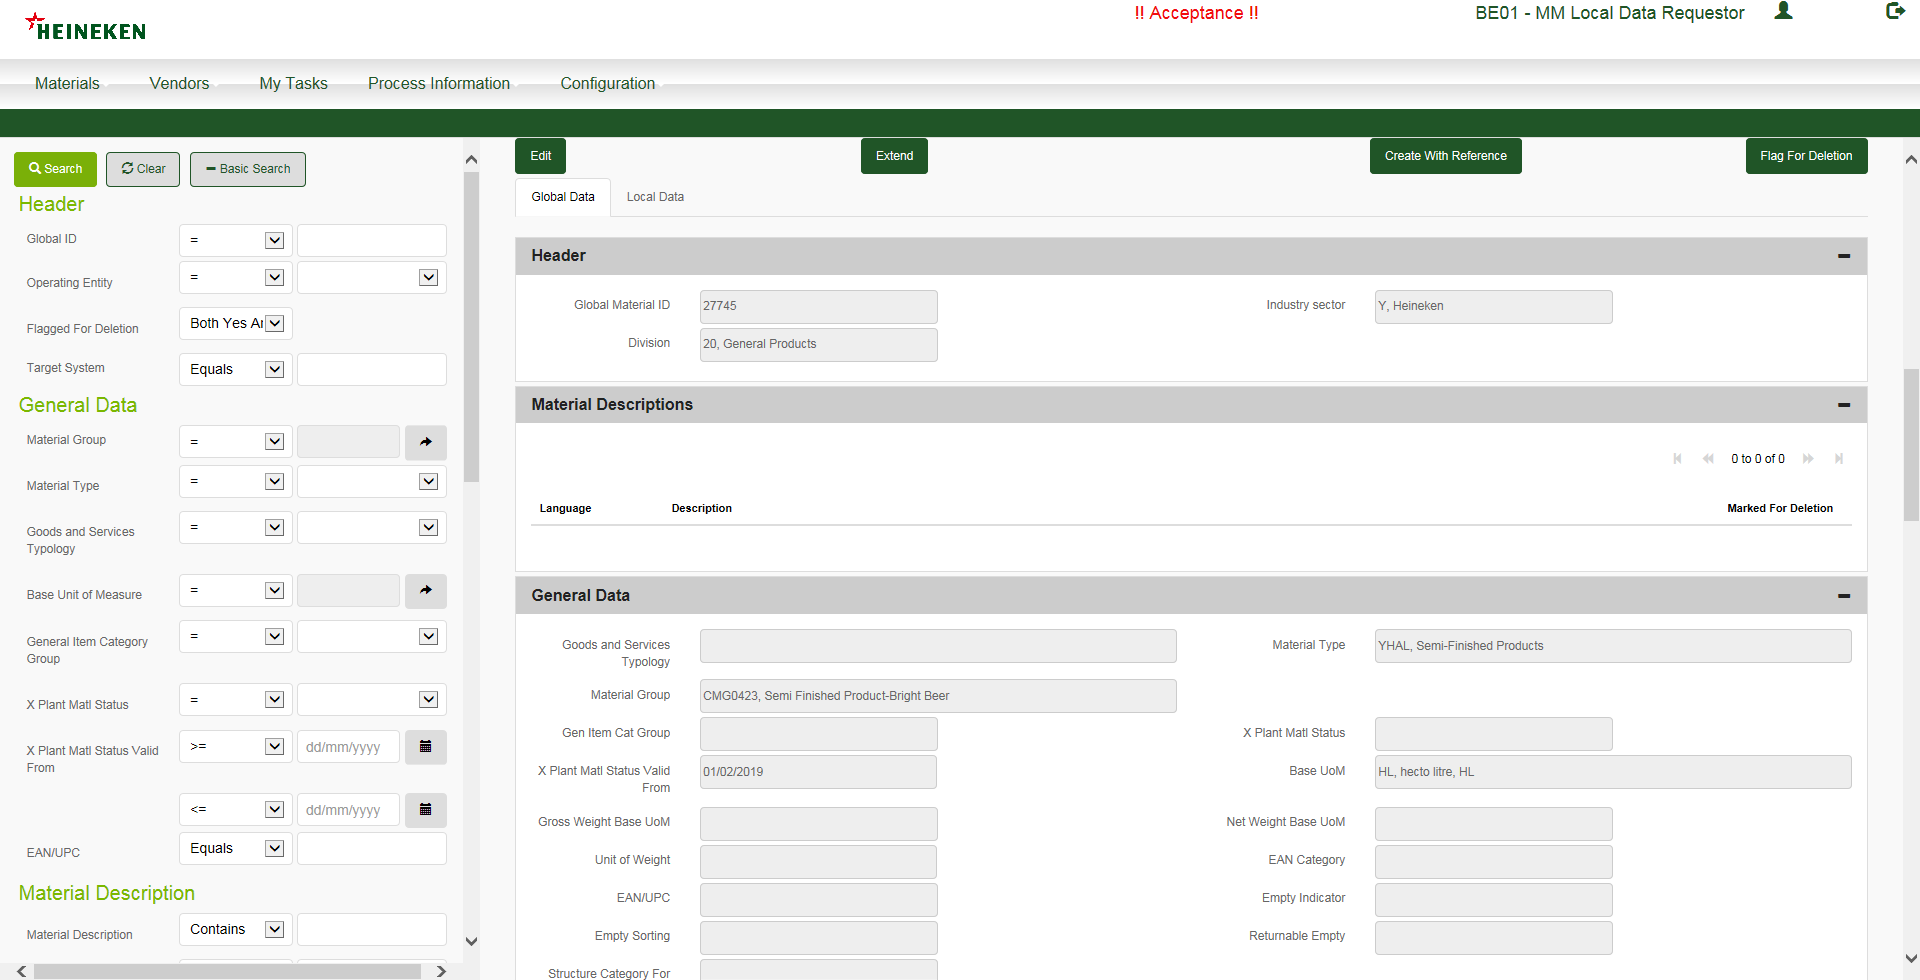 HEINEKEN
!! Acceptance !!
BE01 - MM Local Data Requestor
Materials
Vendors
My Tasks
Process Information
Configuration
Search
Clear
Basic Search
Header
Global ID
=
Operating Entity
=
Flagged For Deletion
Both Yes Ar
Target System
Equals
General Data
Material Group
=
Material Type
=
Goods and Services
Typology
=
Base Unit of Measure
=
General Item Category
Group
=
X Plant Matl Status
=
X Plant Matl Status Valid
From
>=
dd/mm/yyyy
<=
dd/mm/yyyy
EAN/UPC
Equals
Material Description
Material Description
Contains
Edit
Extend
Create With Reference
Flag For Deletion
Global Data
Local Data
Header
Global Material ID
27745
Industry sector
Y, Heineken
Division
20, General Products
Material Descriptions
0 to 0 of 0
Language
Description
Marked For Deletion
General Data
Goods and Services
Typology
Material Type
YHAL, Semi-Finished Products
Material Group
CMG0423, Semi Finished Product-Bright Beer
Gen Item Cat Group
X Plant Matl Status
X Plant Matl Status Valid
From
01/02/2019
Base UoM
HL, hecto litre, HL
Gross Weight Base UoM
Net Weight Base UoM
Unit of Weight
EAN Category
EAN/UPC
Empty Indicator
Empty Sorting
Returnable Empty
Structure Category For